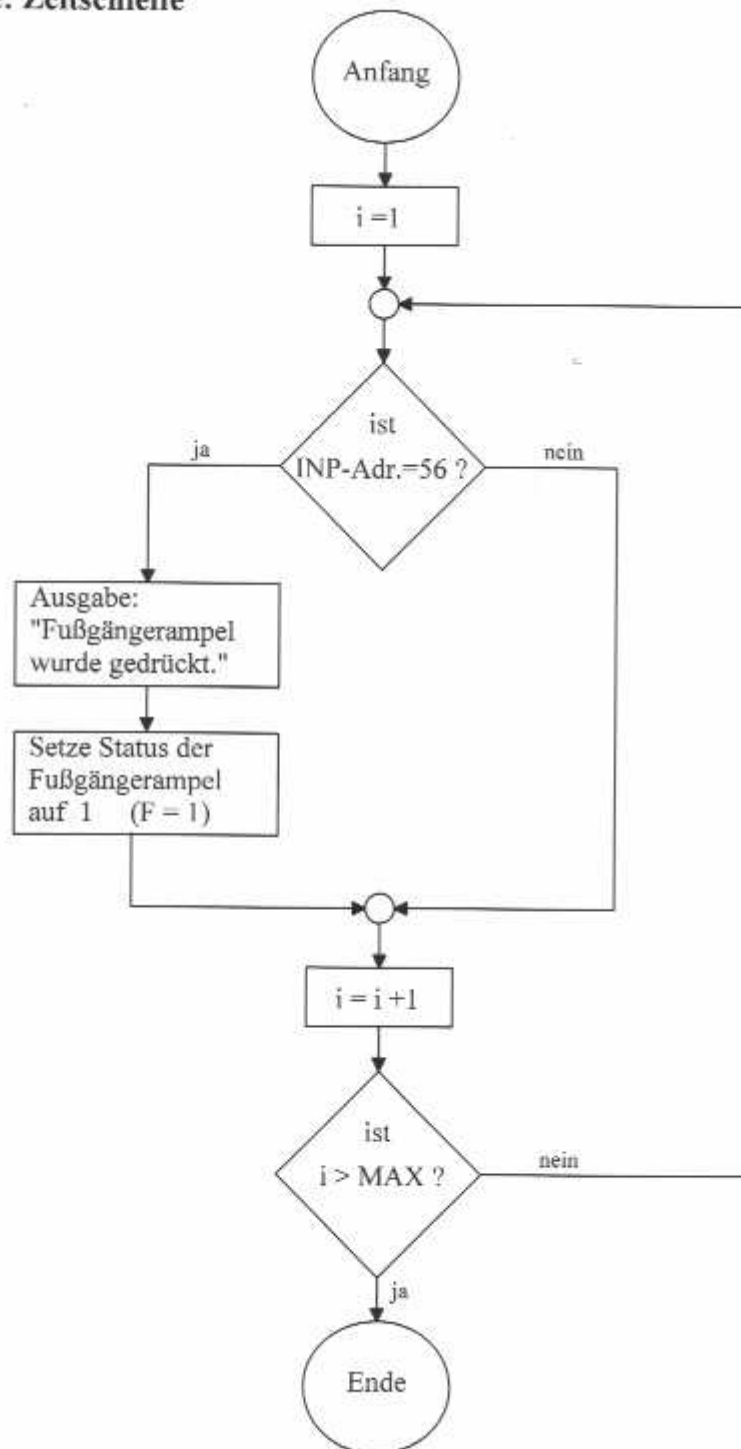 Anfang
i =1
ist
INP-Adr.=56 ?
ja
nein
Ausgabe:
"Fußgängerampel
wurde gedrückt."
Setze Status der
Fußgängerampel
auf 1 (F = 1)
i = i +1
ist
i > MAX ?
nein
ja
Ende